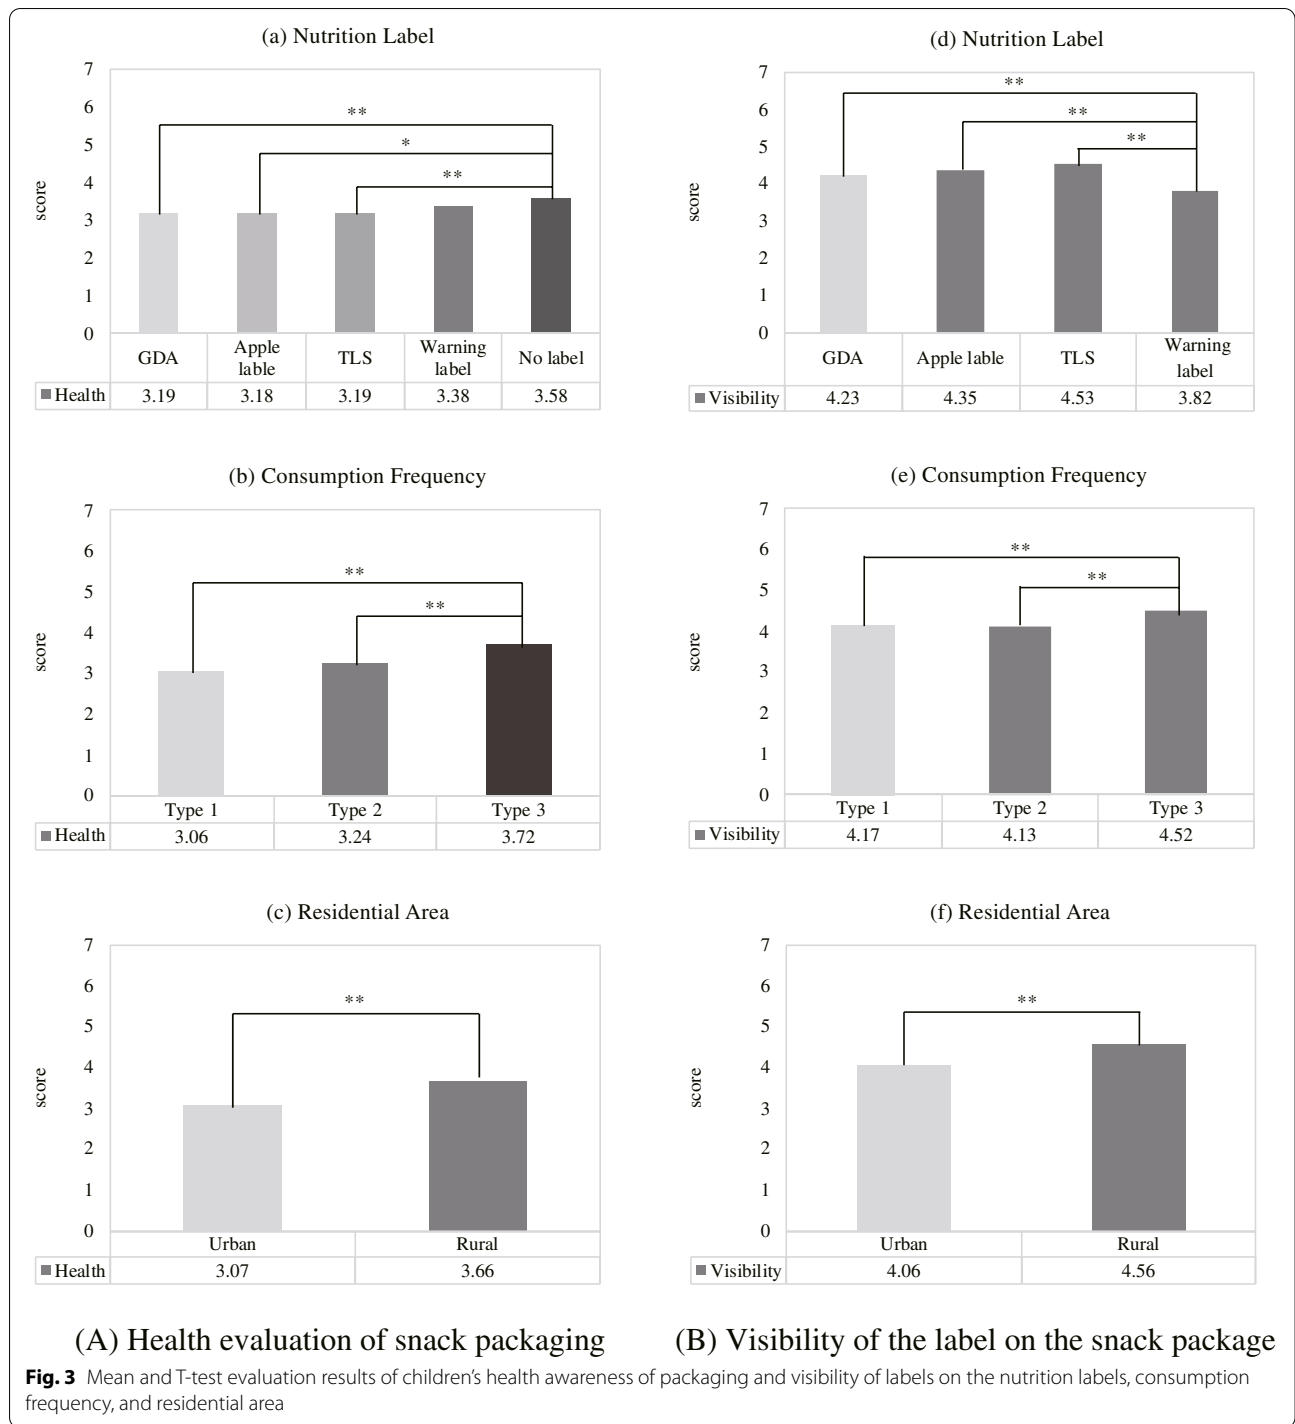 (a) Nutrition Label
7
6
5
4
3
2
1
0
score
**
*
**
GDA
Apple
lable
TLS
Warning
label
No label
Health 3.19 3.18 3.19 3.38 3.58
(d) Nutrition Label
7
6
5
4
3
2
1
0
score
**
**
**
GDA
Apple lable
TLS
Warning
label
Visibility 4.23 4.35 4.53 3.82
(b) Consumption Frequency
7
6
5
4
3
2
1
0
score
**
**
Type 1 Type 2 Type 3
Health 3.06 3.24 3.72
(e) Consumption Frequency
7
6
5
4
3
2
1
0
score
**
**
Type 1 Type 2 Type 3
Visibility 4.17 4.13 4.52
(c) Residential Area
7
6
5
4
3
2
1
0
score
**
Urban Rural
Health 3.07 3.66
(f) Residential Area
7
6
5
4
3
2
1
0
score
**
Urban Rural
Visibility 4.06 4.56
(A) Health evaluation of snack packaging
(B) Visibility of the label on the snack package
Fig. 3 Mean and T-test evaluation results of children's health awareness of packaging and visibility of labels on the nutrition labels, consumption
frequency, and residential area